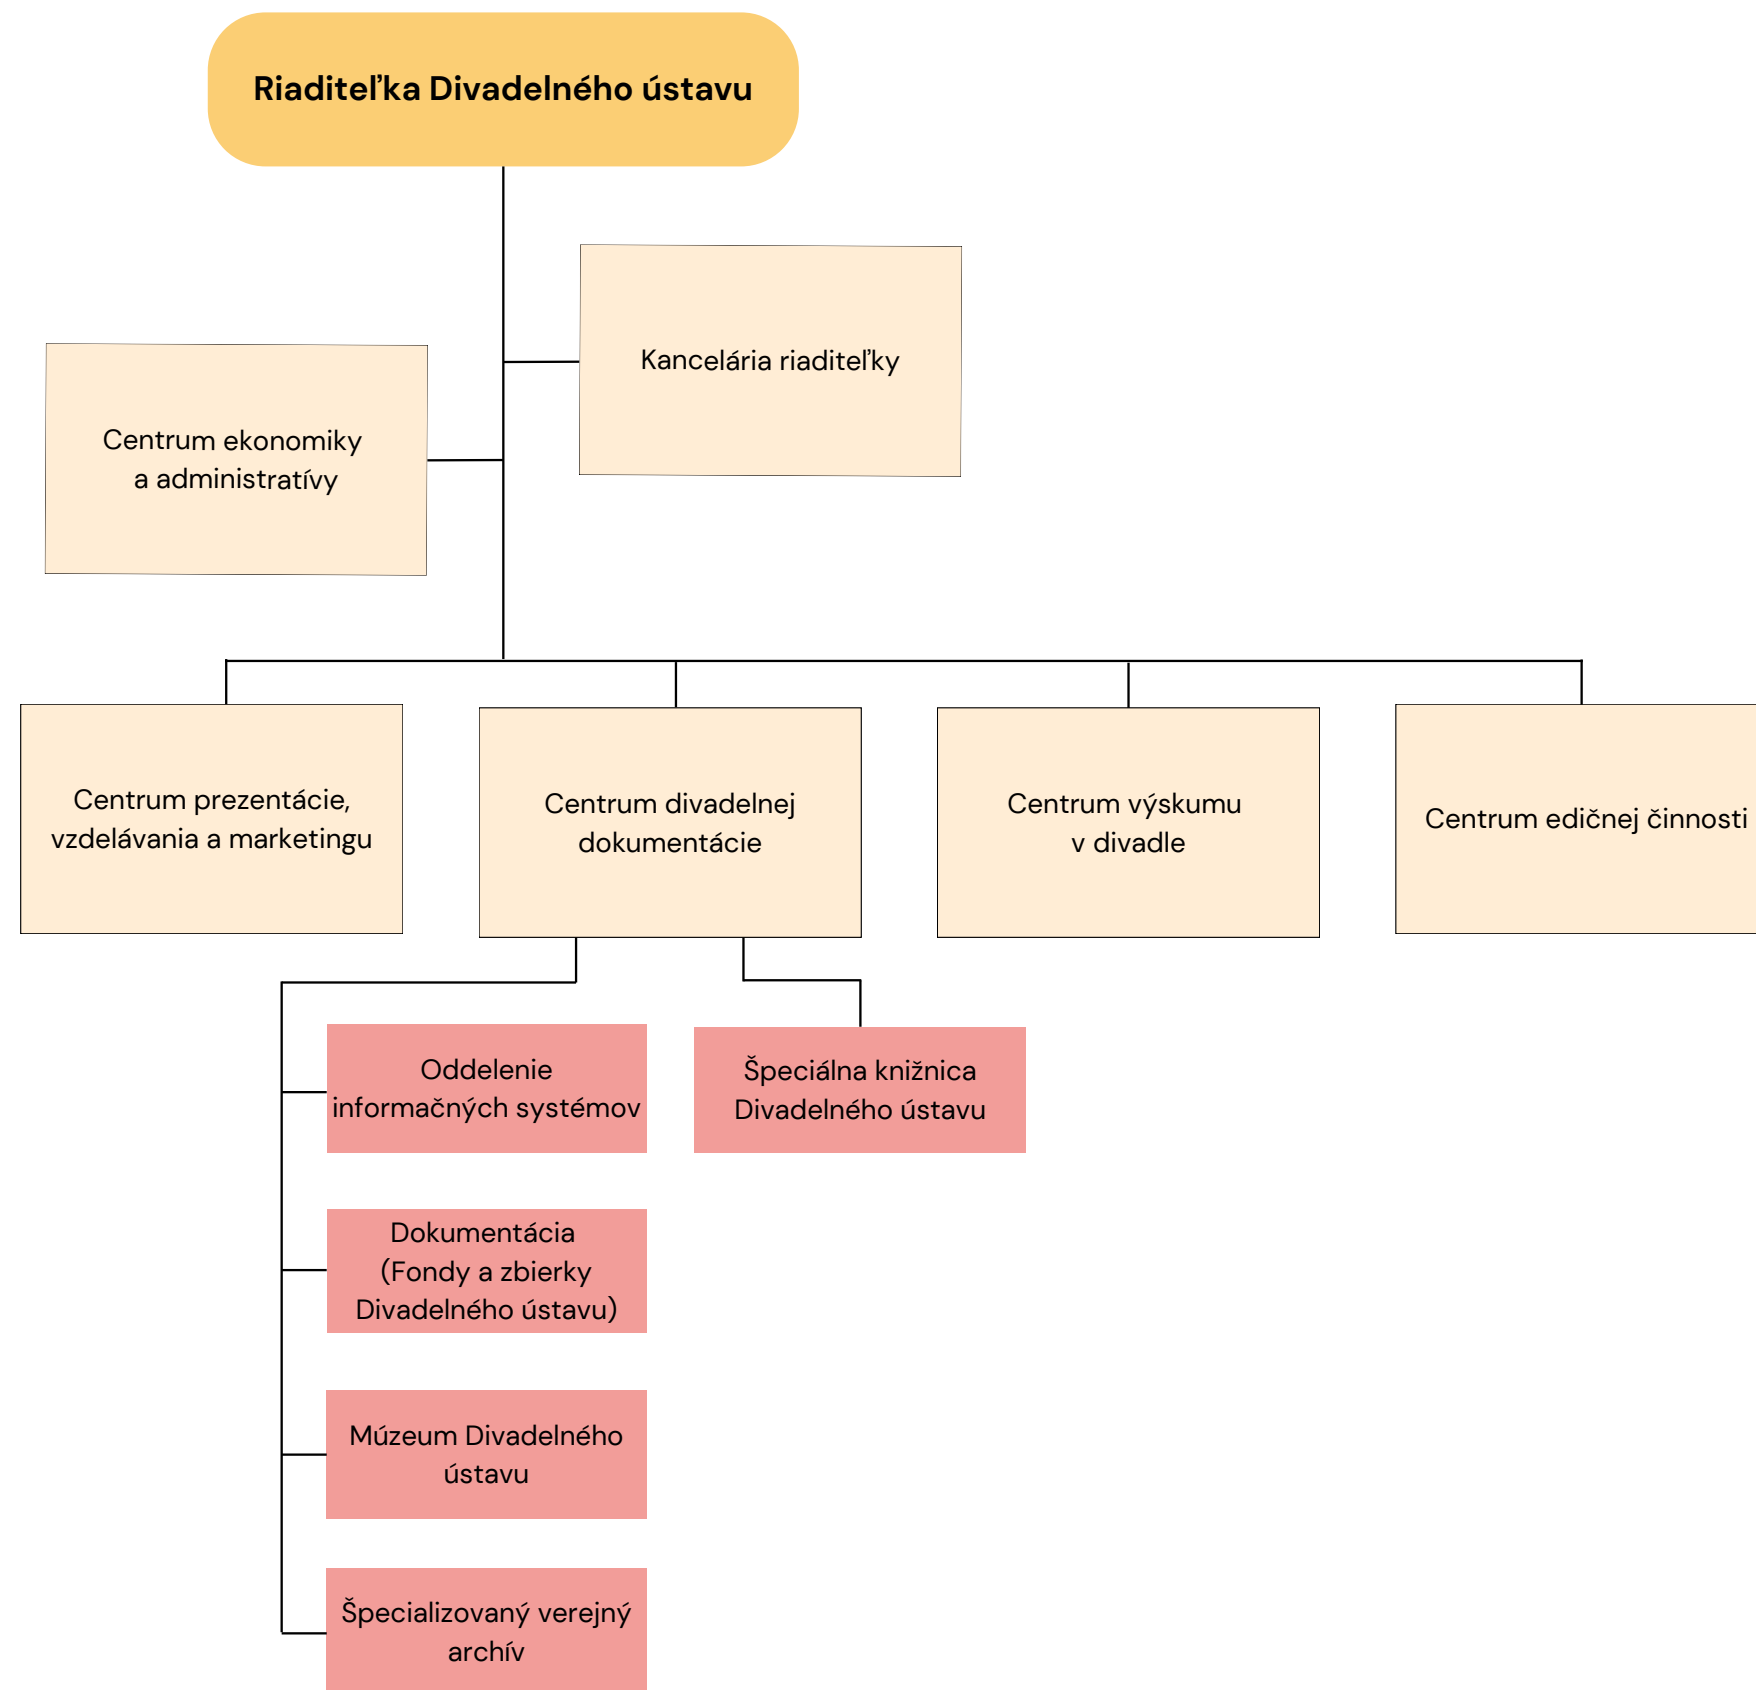 Riaditeľka Divadelného ústavu
Kancelária riaditeľky
Centrum ekonomiky
a administratívy
Centrum prezentácie,
vzdelávania a marketingu
Centrum divadelnej
dokumentácie
Centrum výskumu
v divadle
Centrum edičnej činnosti
Oddelenie
informačných systémov
Špeciálna knižnica
Divadelného ústavu
Dokumentácia
(Fondy a zbierky
Divadelného ústavu)
Múzeum Divadelného
ústavu
Špecializovaný verejný
archív